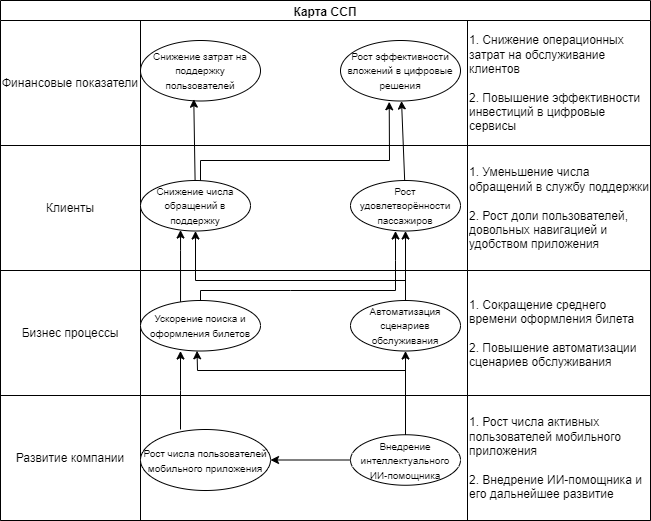 Карта ССП
Финансовые показатели
Снижение затрат на
поддержку
пользователей
Рост эффективности
вложений в цифровые
решения
1. Снижение операционных
затрат на обслуживание
клиентов
2. Повышение эффективности
инвестиций в цифровые
сервисы
Клиенты
Снижение числа
обращений в
поддержку
Рост
удовлетворённости
пассажиров
1. Уменьшение числа
обращений в службу поддержки
2. Рост доли пользователей,
довольных навигацией и
удобством приложения
Бизнес процессы
Ускорение поиска и
оформления билетов
Автоматизация
сценариев
обслуживания
1. Сокращение среднего
времени оформления билета
2. Повышение автоматизации
сценариев обслуживания
Развитие компании
Рост числа пользователей
мобильного приложения
Внедрение
интеллектуального
ИИ-помощника
1. Рост числа активных
пользователей мобильного
приложения
2. Внедрение ИИ-помощника и
его дальнейшее развитие